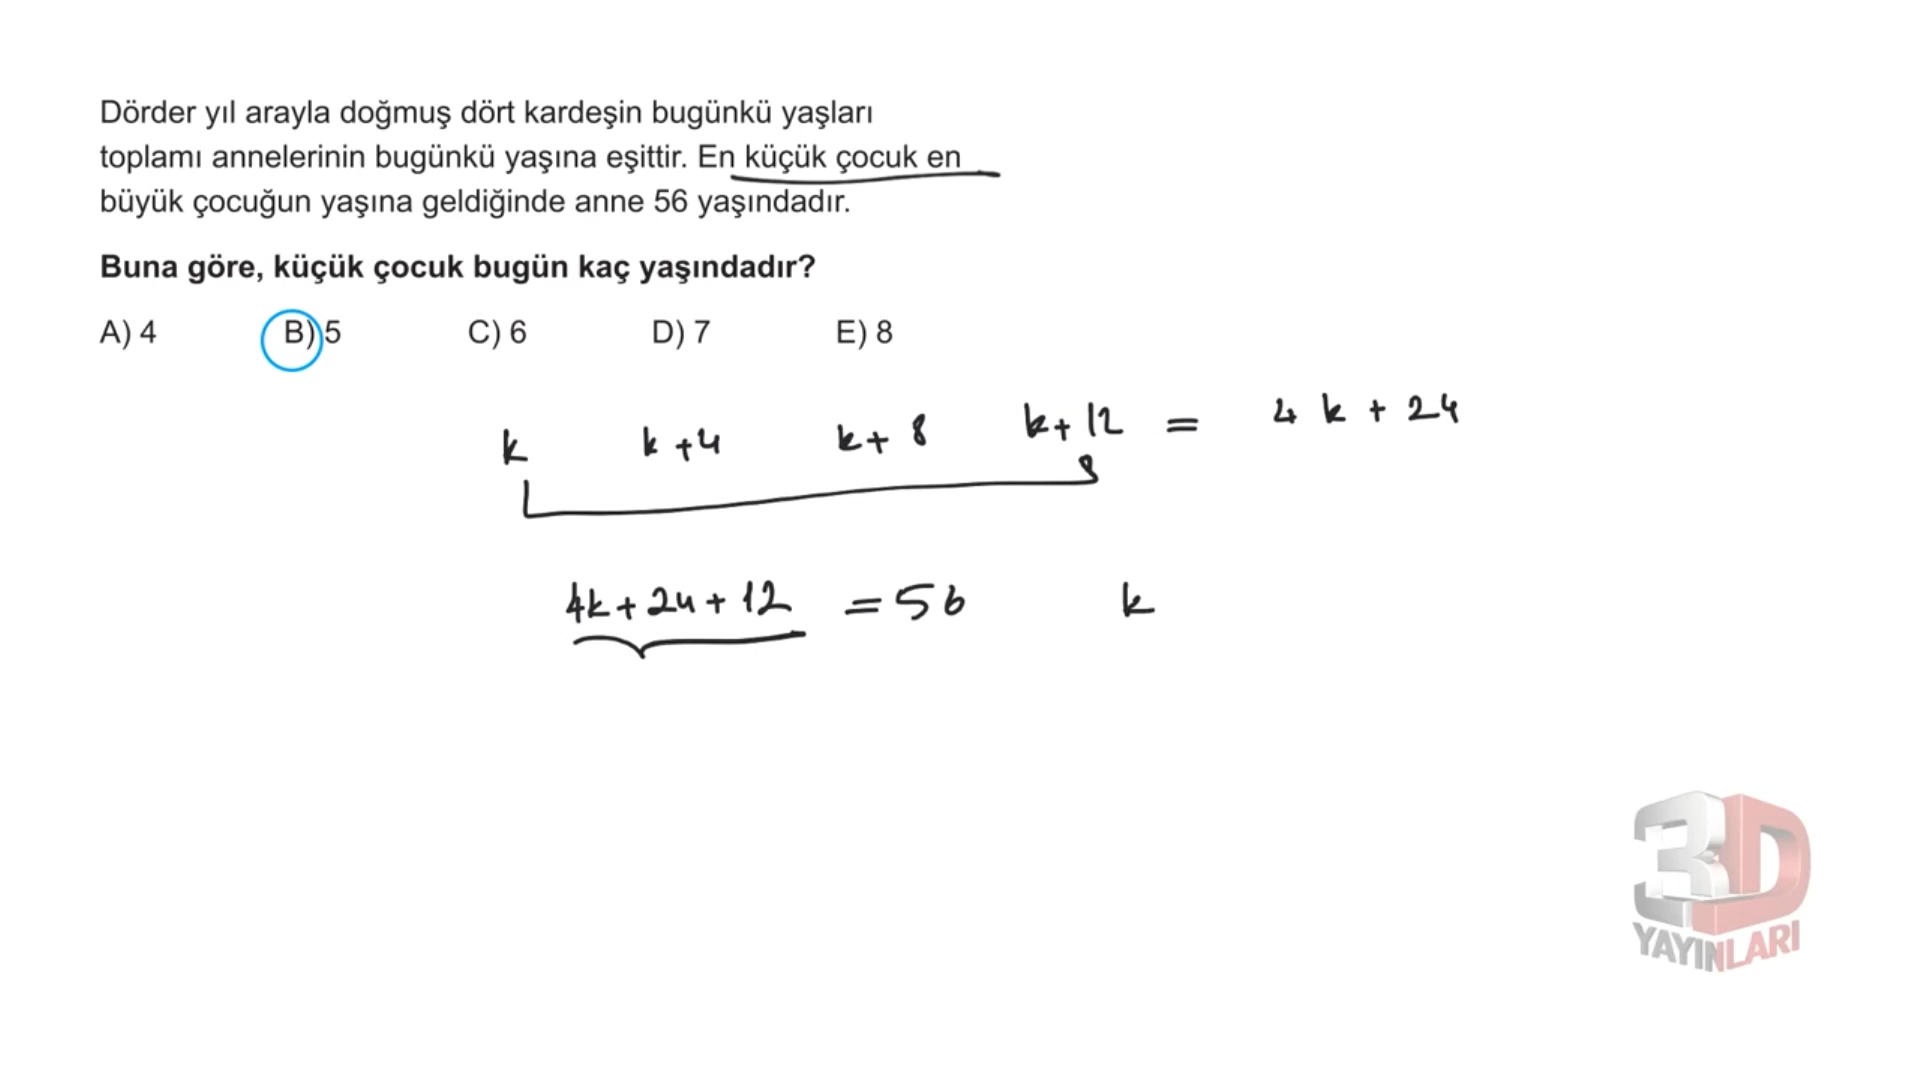 Dörder yıl arayla doğmuş dört kardeşin bugünkü yaşları
toplamı annelerinin bugünkü yaşına eşittir. En küçük çocuk en
büyük çocuğun yaşına geldiğinde anne 56 yaşındadır.
Buna göre, küçük çocuk bugün kaç yaşındadır?
A) 4 B) 5 C) 6 D) 7 E) 8
k k+4 k+8 k+12 = 4k+24
4k+24+12 = 56 k
3D
YAYINLARI